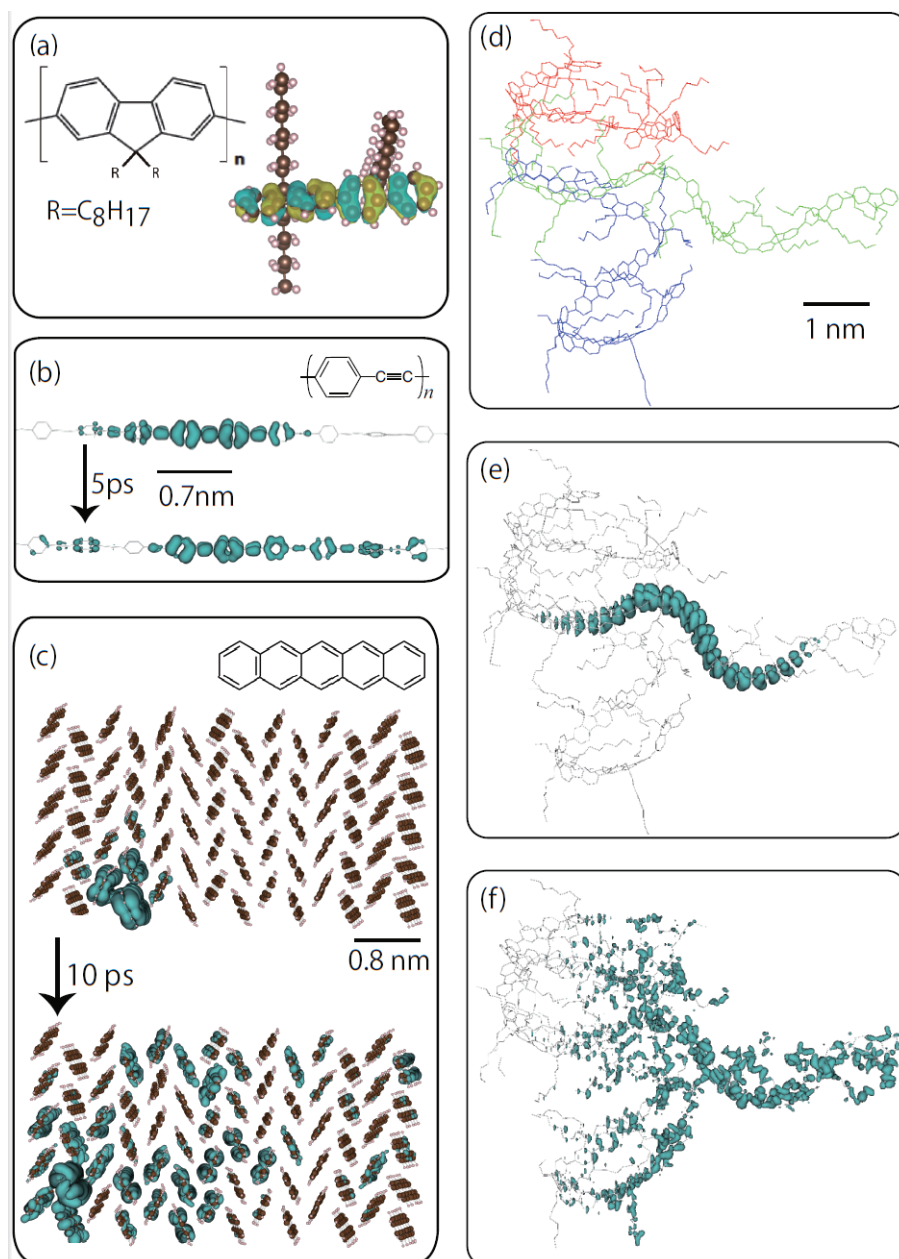 (a)
n
R R
R=C8H17
(b)
C≡C
n
5ps
0.7nm
(c)
0.8 nm
10 ps
(d)
1 nm
(e)
(f)